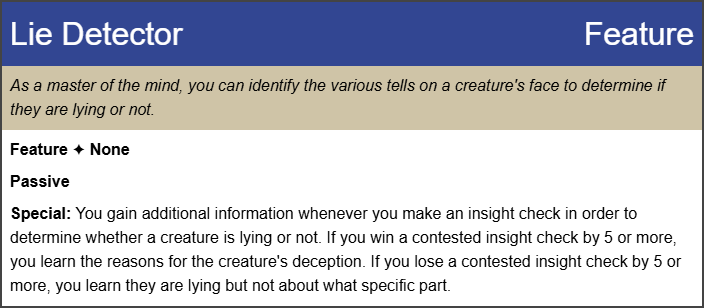 Lie Detector Feature
As a master of the mind, you can identify the various tells on a creature's face to determine if
they are lying or not.
Feature ✦ None
Passive
Special: You gain additional information whenever you make an insight check in order to
determine whether a creature is lying or not. If you win a contested insight check by 5 or more,
you learn the reasons for the creature's deception. If you lose a contested insight check by 5 or
more, you learn they are lying but not about what specific part.